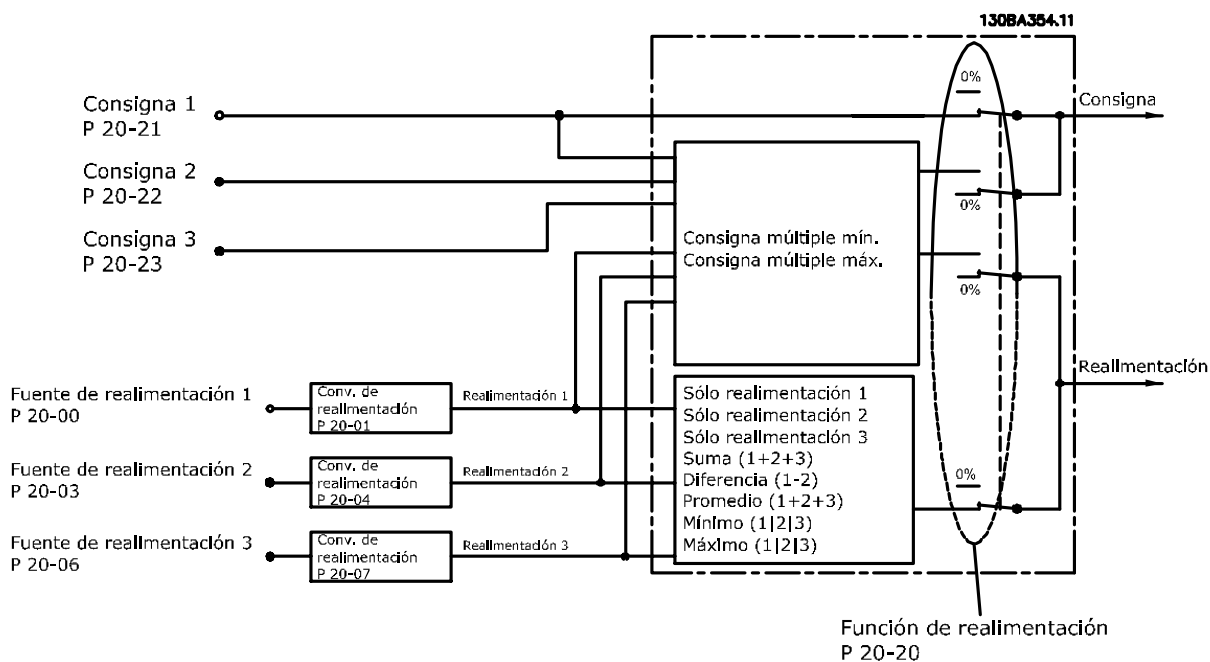 130BA354.11
0%
Consigna 1
P 20-21
Consigna
Consigna 2
P 20-22
0%
Consigna 3
P 20-23
Consigna múltiple mín.
Consigna múltiple máx.
0%
Realimentación
Fuente de realimentación 1
P 20-00
Conv. de
realimentación
P 20-01
Realimentación 1
Sólo realimentación 1
Sólo realimentación 2
Sólo realimentación 3
Suma (1+2+3)
Diferencia (1-2)
Promedio (1+2+3)
Mínimo (1|2|3)
Máximo (1|2|3)
0%
Fuente de realimentación 2
P 20-03
Conv. de
realimentación
P 20-04
Realimentación 2
Fuente de realimentación 3
P 20-06
Conv. de
realimentación
P 20-07
Realimentación 3
Función de realimentación
P 20-20